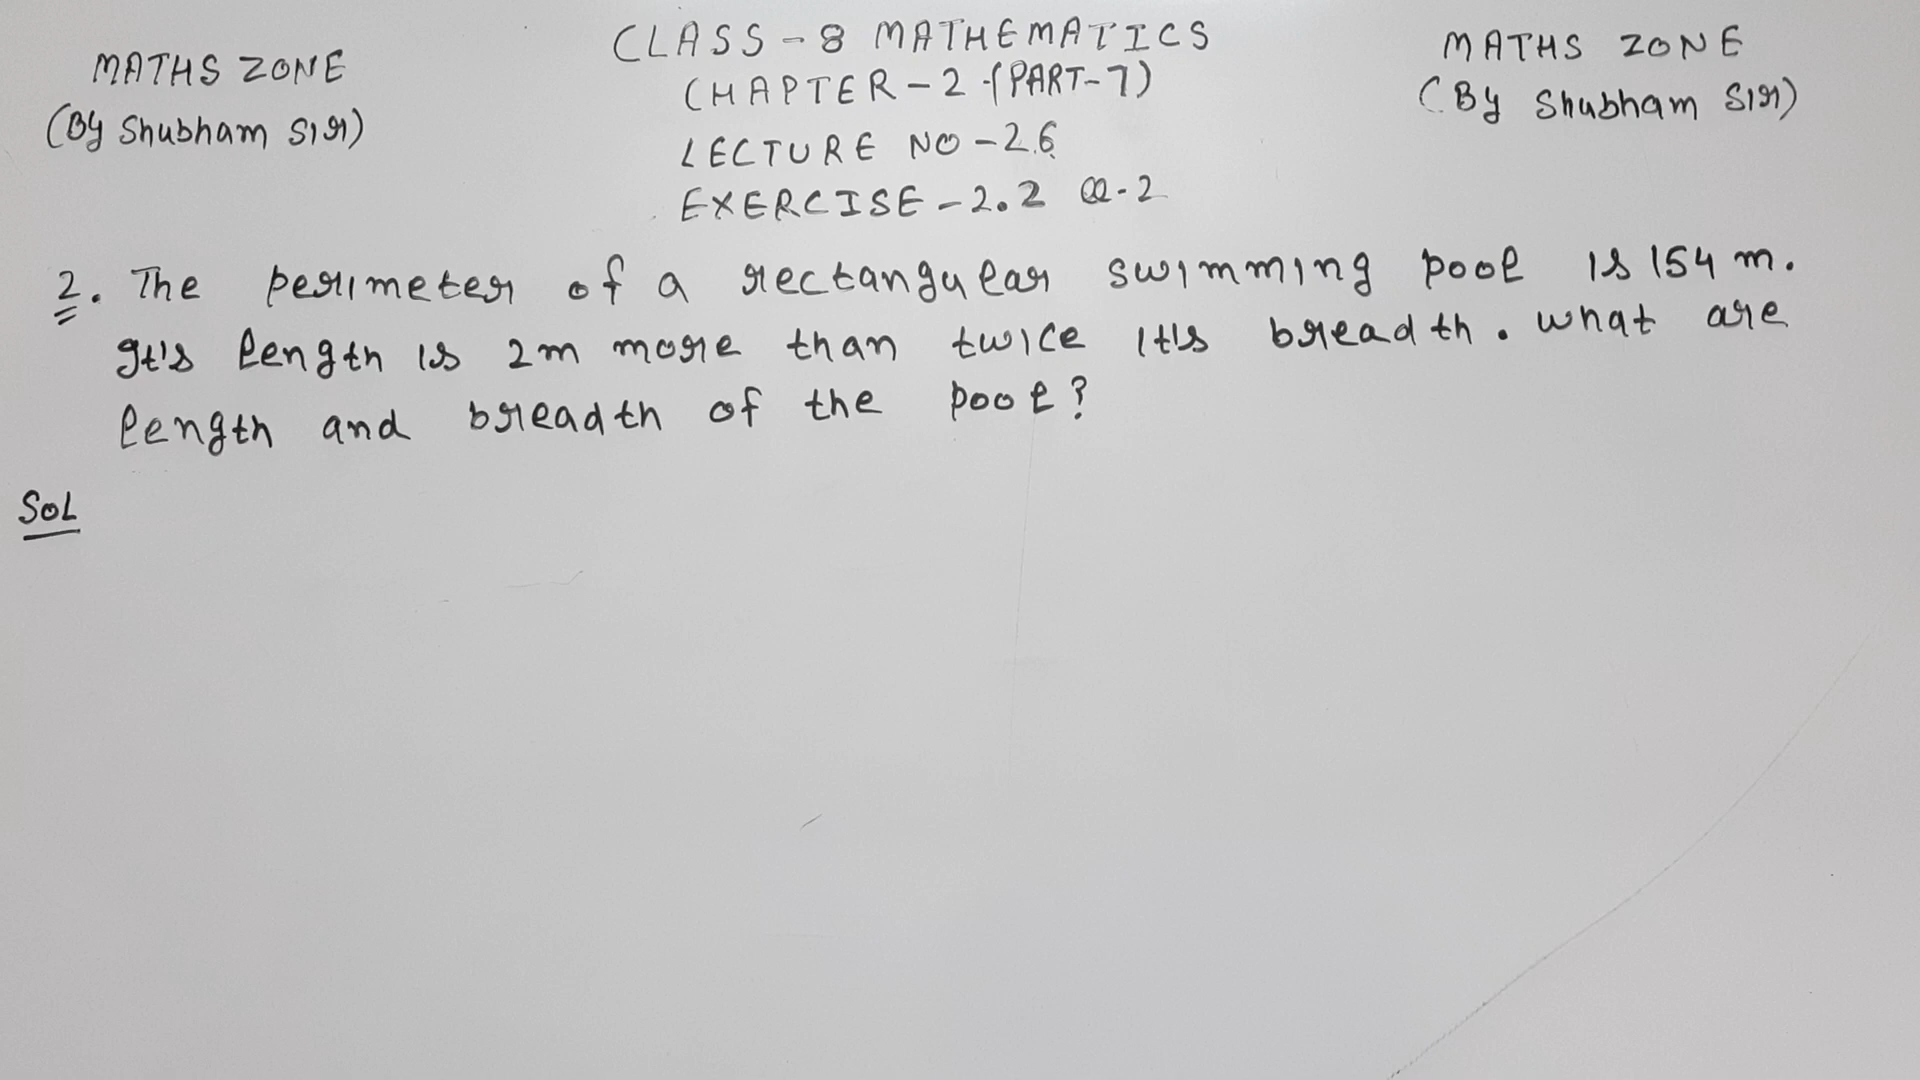 MATHS ZONE
(By Shubham Sir)
CLASS-8 MATHEMATICS
CHAPTER-2-(PART-7)
LECTURE NO-26
EXERCISE-2.2 Q-2
MATHS ZONE
(By Shubham Sir)
2. The perimeter of a rectangular swimming pool is 154 m.
It's length is 2m more than twice it's breadth. what are
length and breadth of the pool?
SOL